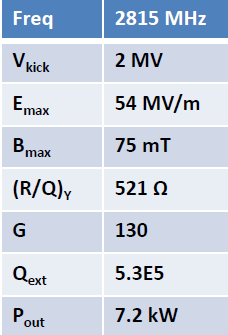 Freq 2815 MHz
Vkick 2 MV
Emax 54 MV/m
Bmax 75 mT
(R/Q)Y 521 Ω
G 130
Qext 5.3E5
Pout 7.2 kW